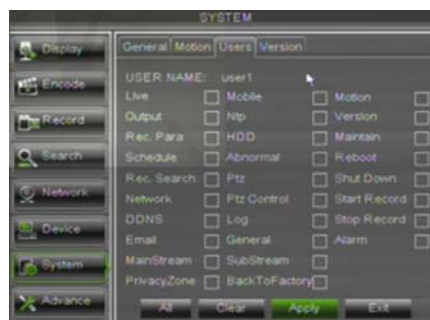 SYSTEM
Display
Encode
Record
Search
Network
Device
System
Advance
General Motion Users Version
USER NAME: user1
Live Mobile Motion
Output Ntp Version
Rec. Para HDD Maintain
Schedule Abnormal Reboot
Rec. Search Ptz Shut Down
Network Ptz Control Start Record
DDNS Log Stop Record
Email General Alarm
MainStream SubStream
PrivacyZone BackToFactory
All Clear Apply Exit